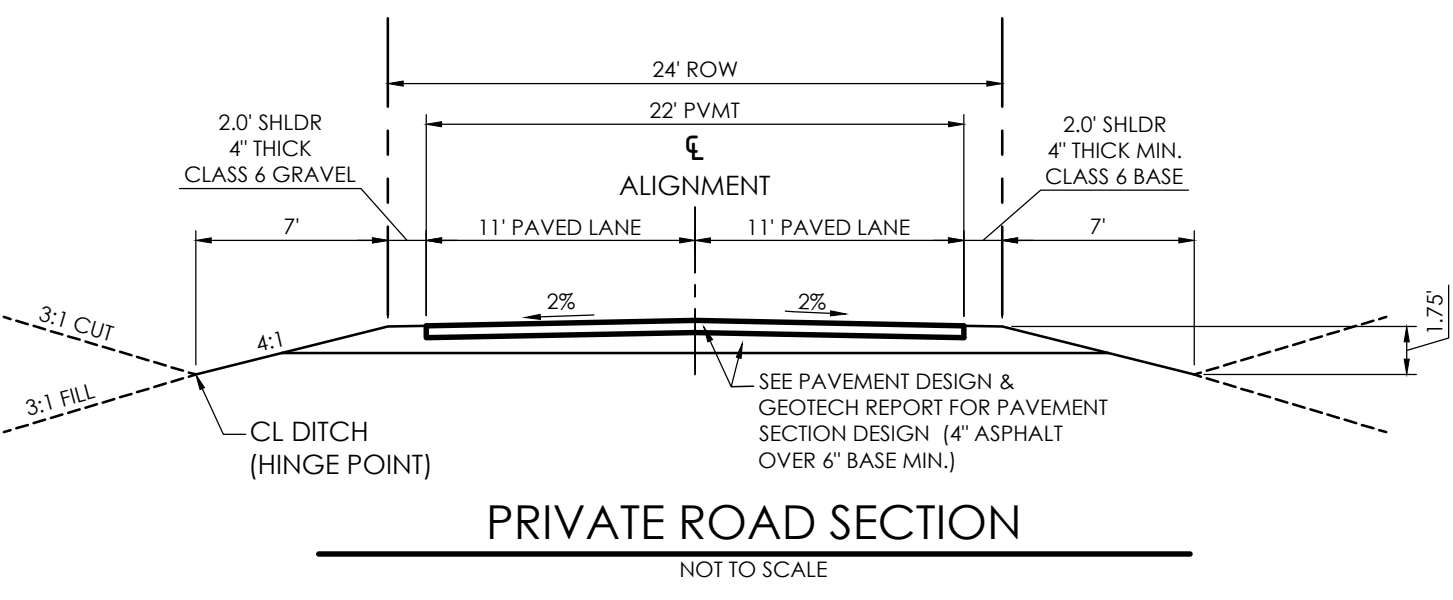 24' ROW
22' PVMT
2.0' SHLDR
4" THICK
CLASS 6 GRAVEL
℄
ALIGNMENT
2.0' SHLDR
4" THICK MIN.
CLASS 6 BASE
7'
11' PAVED LANE
11' PAVED LANE
7'
3:1 CUT
4:1
2%
2%
1.75'
3:1 FILL
CL DITCH
(HINGE POINT)
SEE PAVEMENT DESIGN &
GEOTECH REPORT FOR PAVEMENT
SECTION DESIGN (4" ASPHALT
OVER 6" BASE MIN.)
PRIVATE ROAD SECTION
NOT TO SCALE